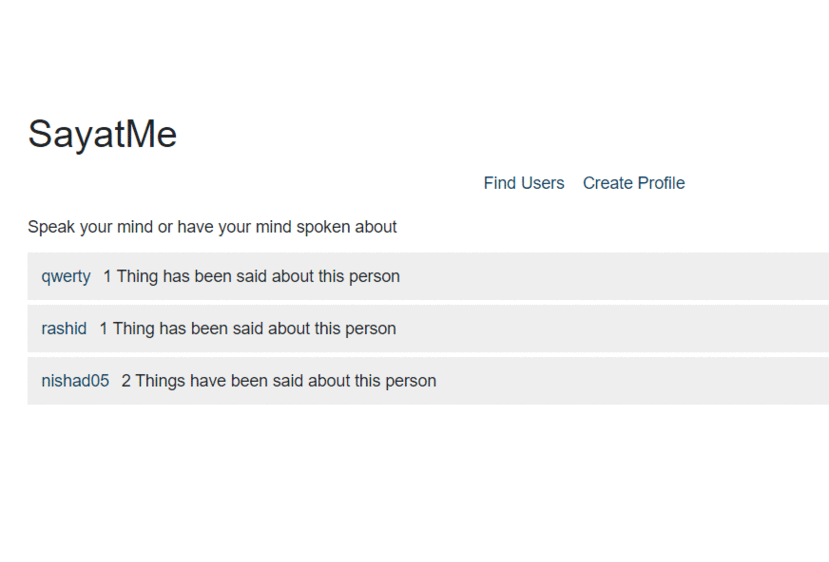 SayatMe
Find Users Create Profile
Speak your mind or have your mind spoken about
qwerty 1 Thing has been said about this person
rashid 1 Thing has been said about this person
nishad05 2 Things have been said about this person